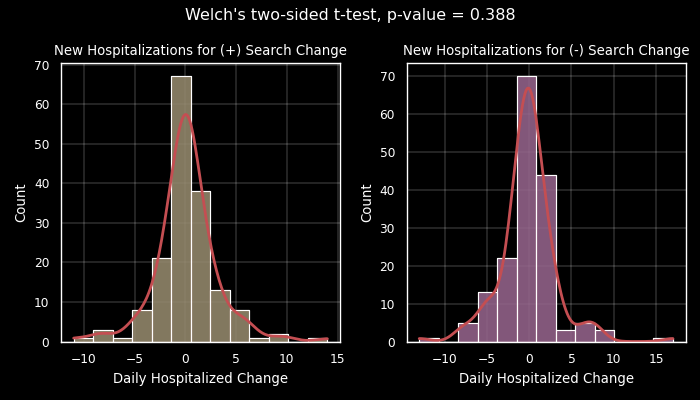 Welch's two-sided t-test, p-value = 0.388
New Hospitalizations for (+) Search Change
70
60
50
40
30
20
10
0
Count
−10 −5 0 5 10 15
Daily Hospitalized Change
New Hospitalizations for (-) Search Change
70
60
50
40
30
20
10
0
Count
−10 −5 0 5 10 15
Daily Hospitalized Change